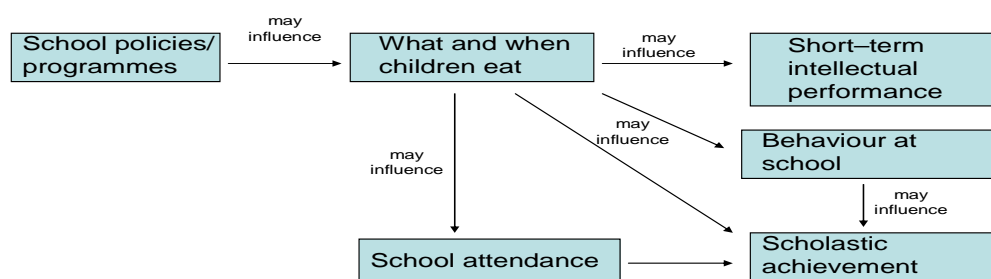 School policies/
programmes
may
influence
What and when
children eat
may
influence
Short–term
intellectual
performance
may
influence
Behaviour at
school
may
influence
may
influence
School attendance
Scholastic
achievement